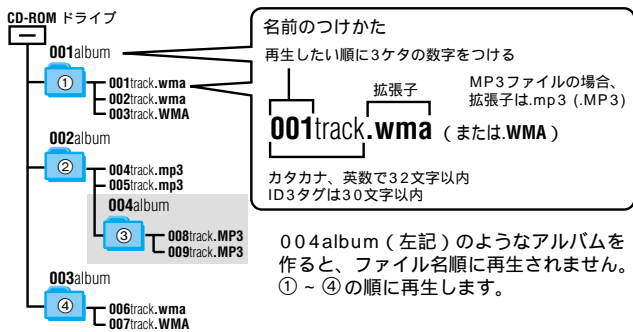 CD-ROM ドライブ
001album
①
001track.wma
002track.wma
003track.WMA
002album
②
004track.mp3
005track.mp3
004album
③
008track.MP3
009track.MP3
003album
④
006track.wma
007track.WMA
名前のつけかた
再生したい順に3ケタの数字をつける
拡張子
MP3ファイルの場合、
拡張子は.mp3 (.MP3)
001track.wma（または.WMA）
カタカナ、英数で32文字以内
ID3タグは30文字以内
004album（左記）のようなアルバムを
作ると、ファイル名順に再生されません。
①～④の順に再生します。